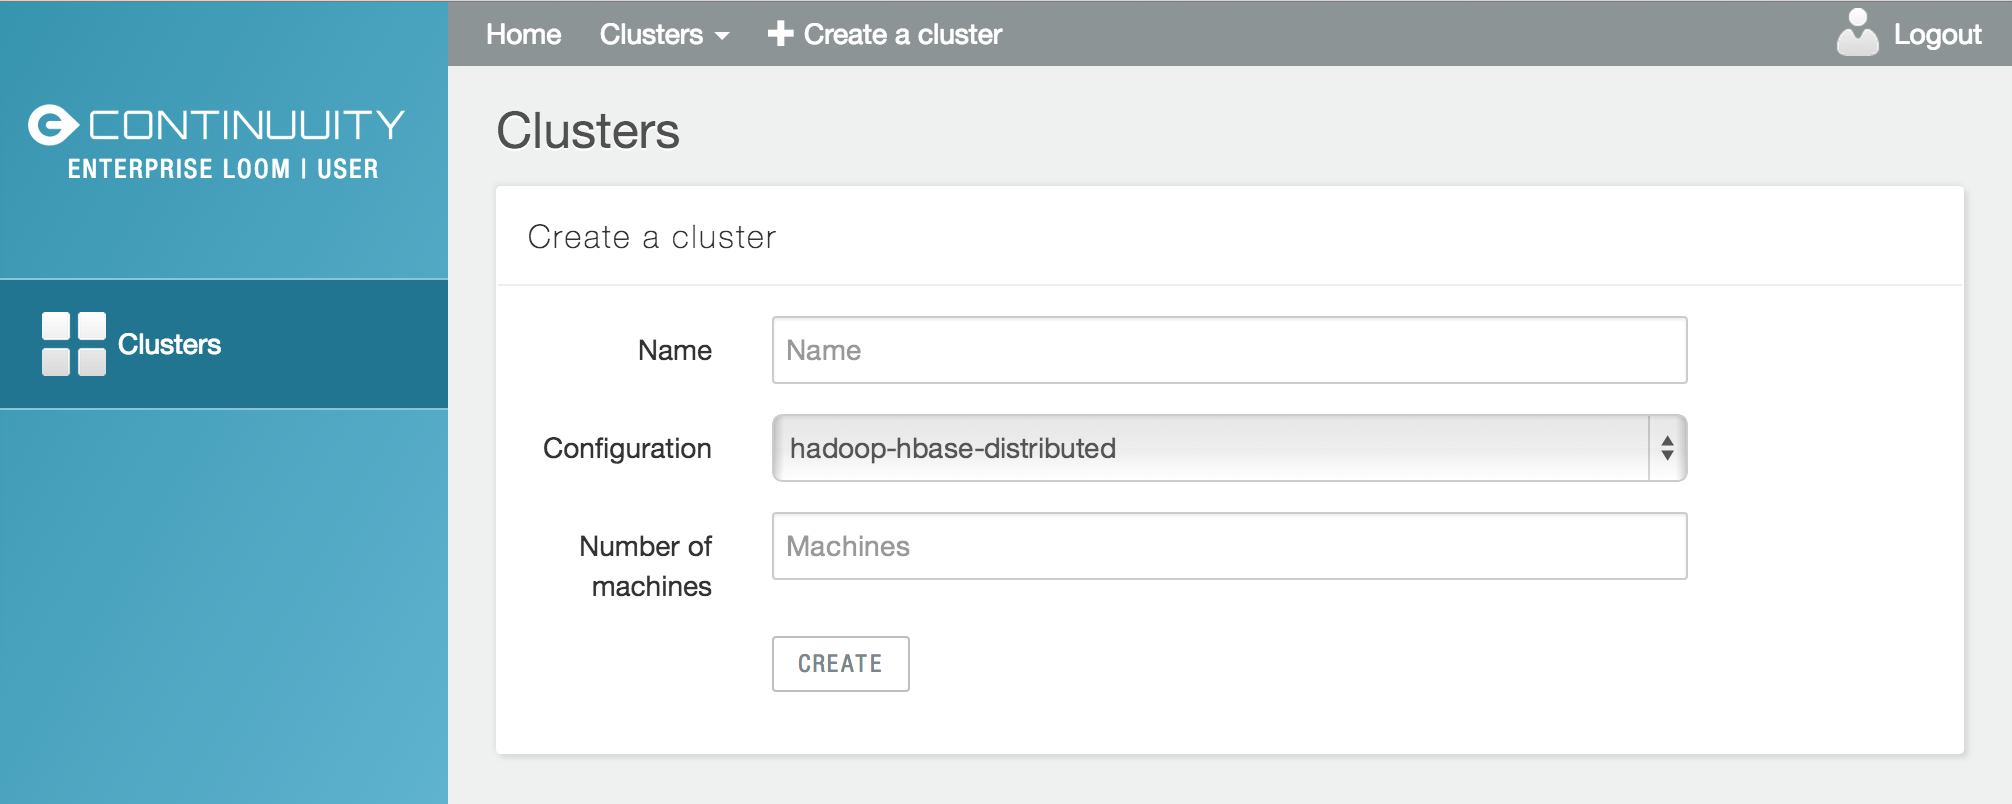 Home Clusters Create a cluster Logout
CONTINUUITY
ENTERPRISE LOOM | USER
Clusters
Clusters
Create a cluster
Name Name
Configuration hadoop-hbase-distributed
Number of Machines
machines
CREATE